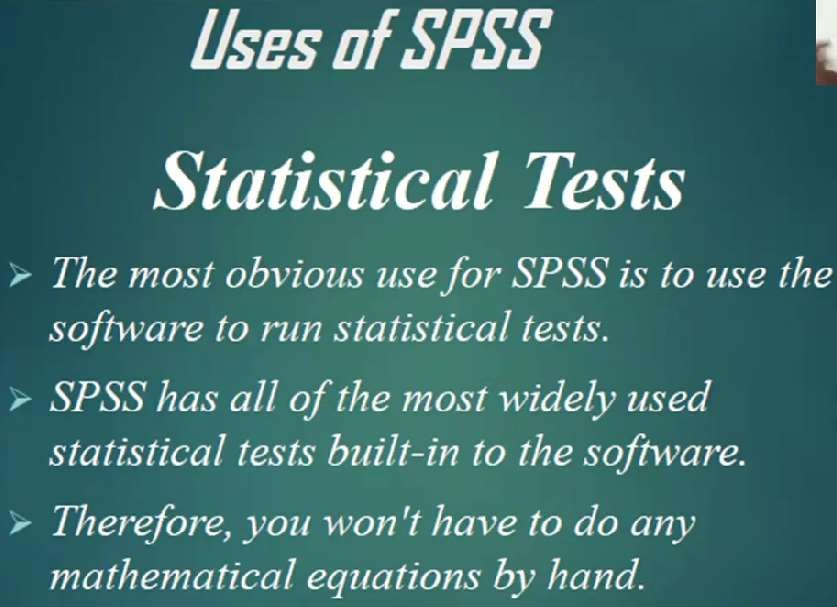 Uses of SPSS
Statistical Tests
➢ The most obvious use for SPSS is to use the
software to run statistical tests.
➢ SPSS has all of the most widely used
statistical tests built-in to the software.
➢ Therefore, you won't have to do any
mathematical equations by hand.